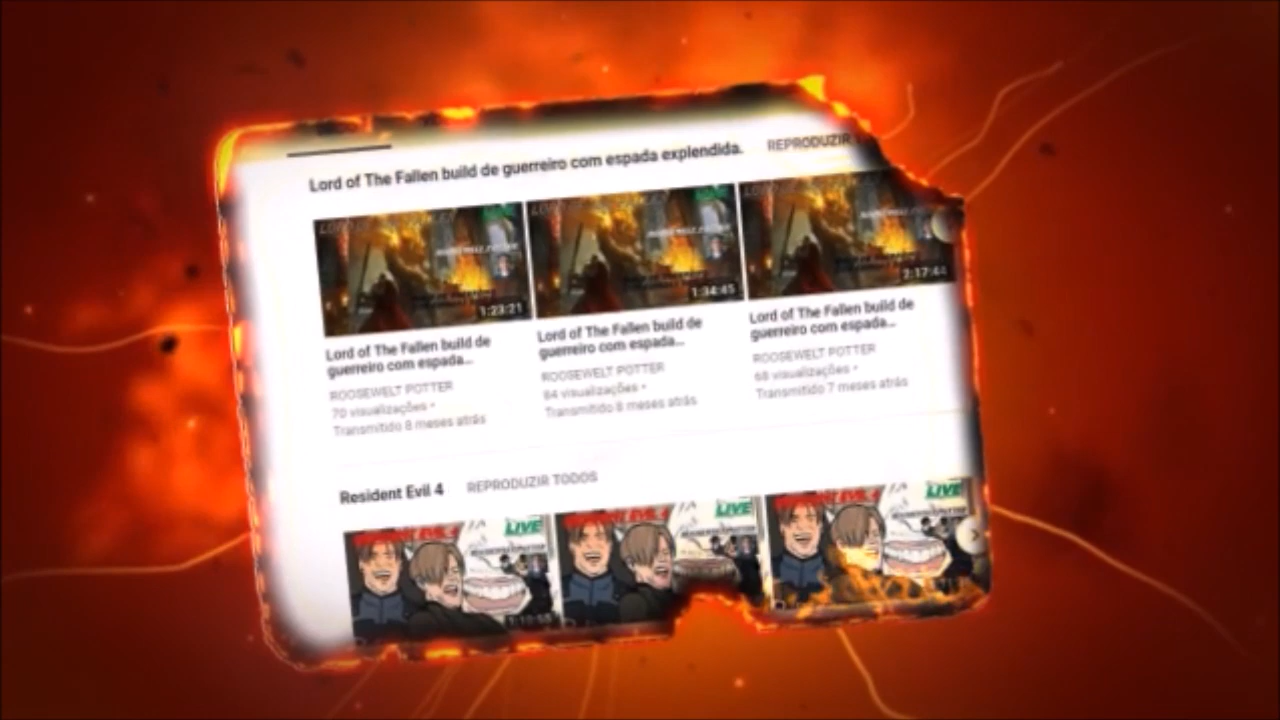 Lord of The Fallen build de guerreiro com espada explendida. REPRODUZIR
1:23:21
1:34:45
2:17:44
Lord of The Fallen build de
guerreiro com espada...
ROOSEWELT POTTER
70 visualizações •
Transmitido 8 meses atrás
Lord of The Fallen build de
guerreiro com espada...
ROOSEWELT POTTER
84 visualizações •
Transmitido 8 meses atrás
Lord of The Fallen build de
guerreiro com espada...
ROOSEWELT POTTER
68 visualizações •
Transmitido 7 meses atrás
Resident Evil 4 REPRODUZIR TODOS
LIVE
LIVE
LIVE